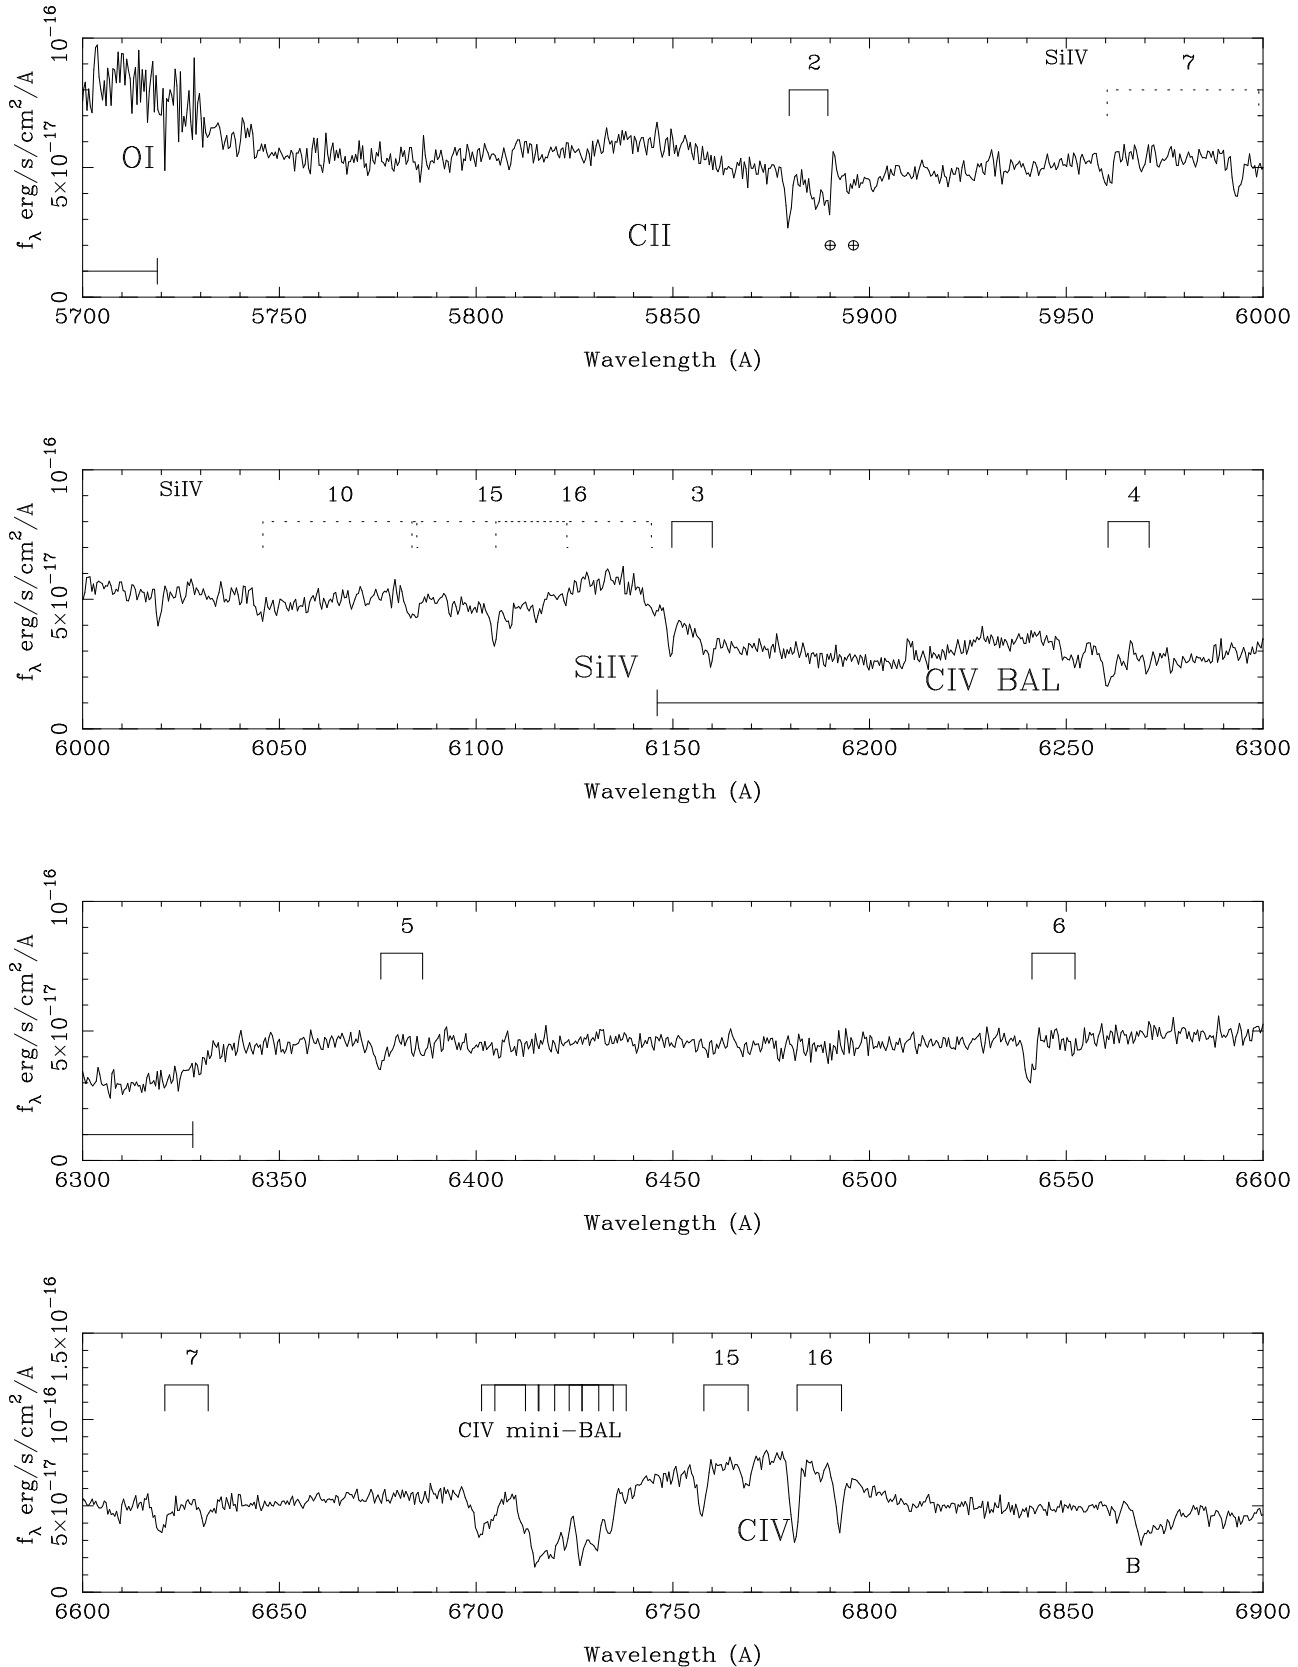 f_λ erg/s/cm²/A
10⁻¹⁶
5×10⁻¹⁷
0
2
SiIV
7
OI
CII
⊕ ⊕
5700 5750 5800 5850 5900 5950 6000
Wavelength (A)
f_λ erg/s/cm²/A
10⁻¹⁶
5×10⁻¹⁷
0
SiIV
10
15
16
3
4
SiIV
CIV BAL
6000 6050 6100 6150 6200 6250 6300
Wavelength (A)
f_λ erg/s/cm²/A
10⁻¹⁶
5×10⁻¹⁷
0
5
6
6300 6350 6400 6450 6500 6550 6600
Wavelength (A)
f_λ erg/s/cm²/A
1.5×10⁻¹⁶
10⁻¹⁶
5×10⁻¹⁷
0
7
15
16
CIV mini-BAL
CIV
B
6600 6650 6700 6750 6800 6850 6900
Wavelength (A)